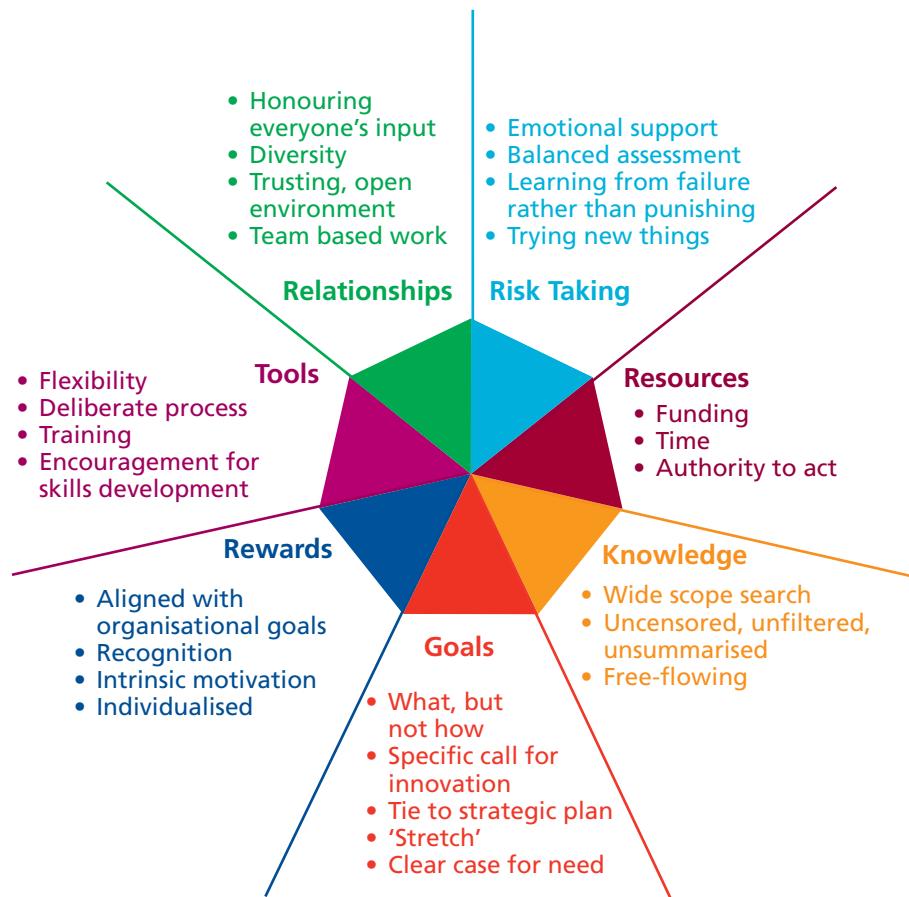 • Honouring
everyone’s input
• Diversity
• Trusting, open
environment
• Team based work
Relationships
• Emotional support
• Balanced assessment
• Learning from failure
rather than punishing
• Trying new things
Risk Taking
Resources
• Funding
• Time
• Authority to act
Knowledge
• Wide scope search
• Uncensored, unfiltered,
unsummarised
• Free-flowing
Goals
• What, but
not how
• Specific call for
innovation
• Tie to strategic plan
• ‘Stretch’
• Clear case for need
Rewards
• Aligned with
organisational goals
• Recognition
• Intrinsic motivation
• Individualised
Tools
• Flexibility
• Deliberate process
• Training
• Encouragement for
skills development